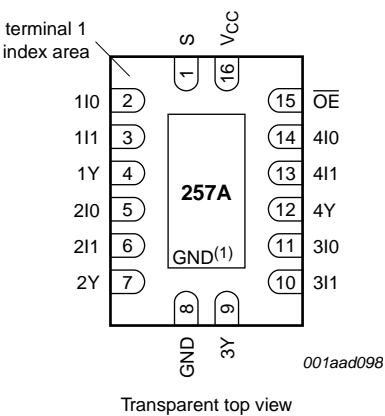 terminal 1
index area
S
VCC
1
16
1I0 2
15 OE
1I1 3
14 4I0
1Y 4
13 4I1
2I0 5
12 4Y
2I1 6
11 3I0
2Y 7
10 3I1
257A
GND(1)
8
9
GND
3Y
001aad098
Transparent top view